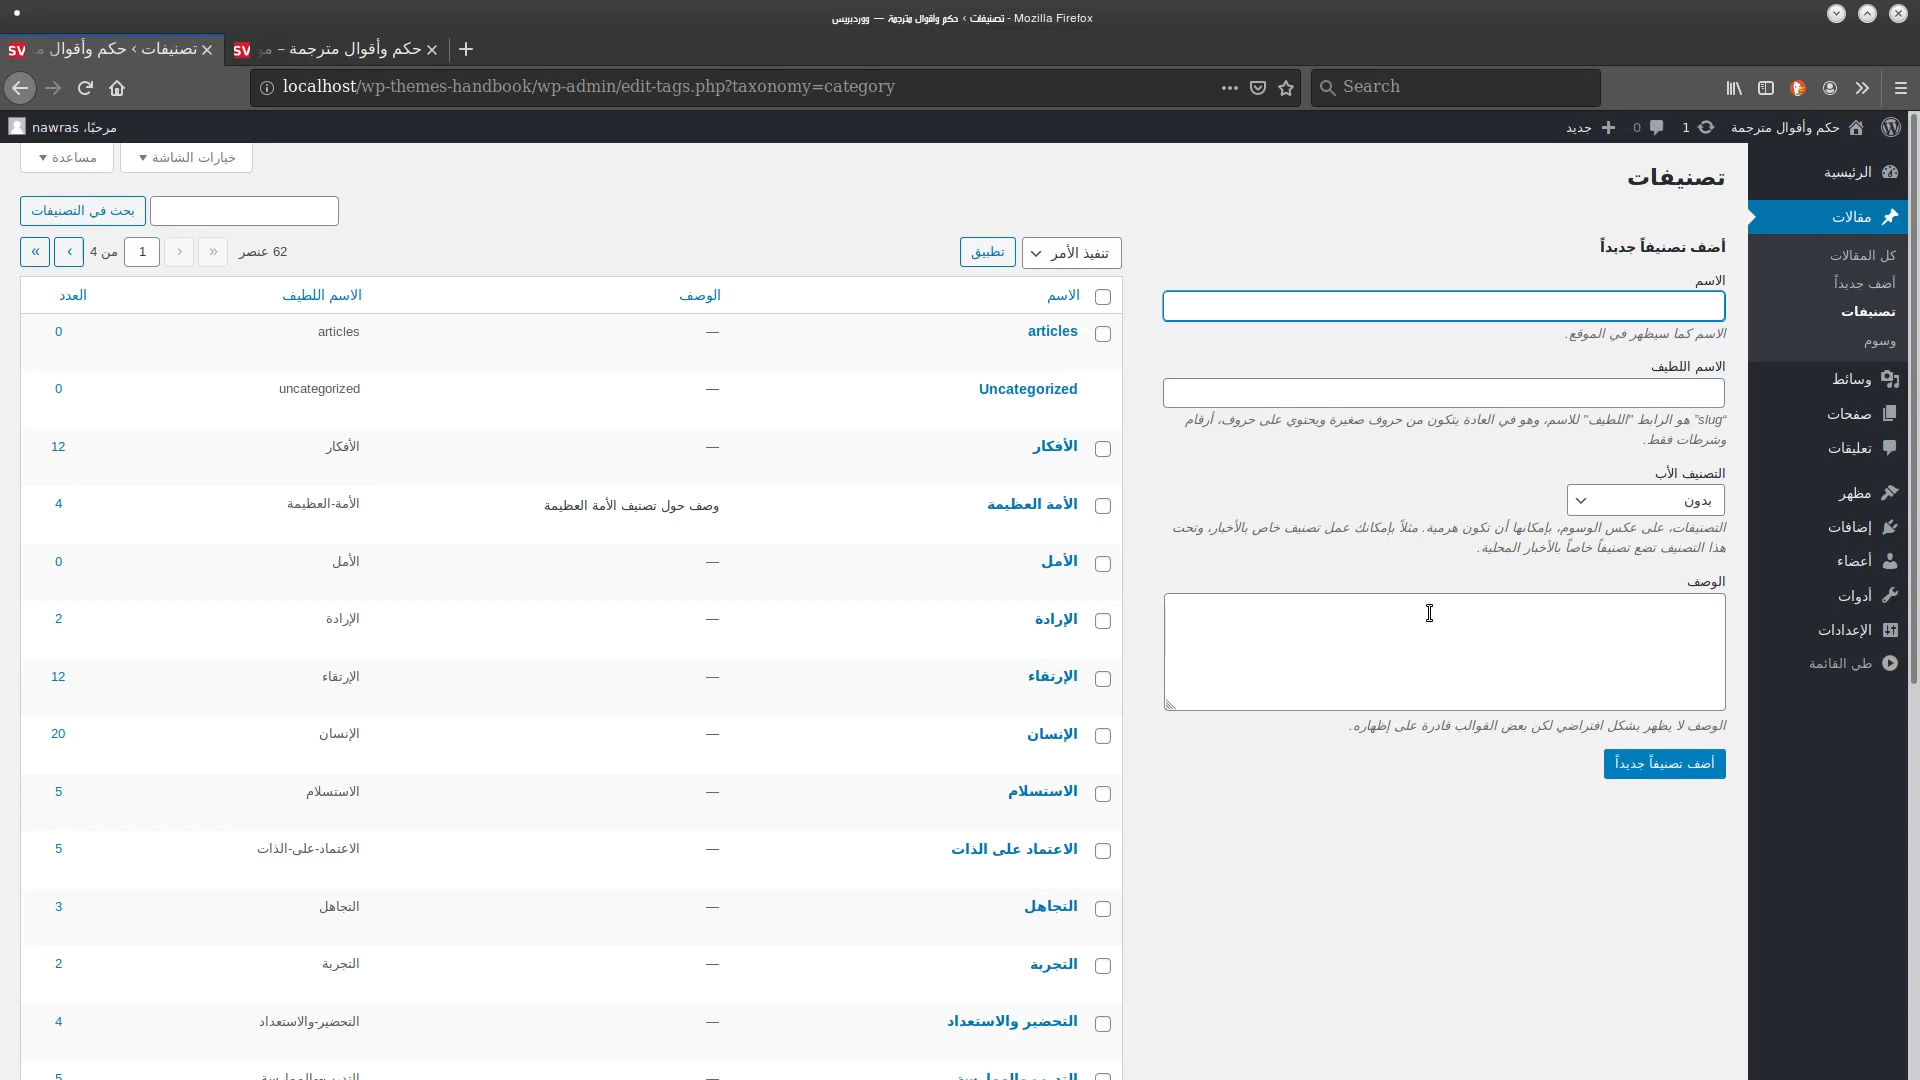 تصنيفات › حكم وأقوال مترجمة — ووردبريس - Mozilla Firefox
تصنيفات › حكم وأقوال
حكم وأقوال مترجمة –
localhost/wp-themes-handbook/wp-admin/edit-tags.php?taxonomy=category
Search
حكم وأقوال مترجمة
1
0
جديد
مرحبًا، nawras
الرئيسية
مقالات
كل المقالات
أضف جديداً
تصنيفات
وسوم
وسائط
صفحات
تعليقات
مظهر
إضافات
أعضاء
أدوات
الإعدادات
طي القائمة
خيارات الشاشة
مساعدة
تصنيفات
بحث في التصنيفات
أضف تصنيفاً جديداً
الاسم
الاسم كما سيظهر في الموقع.
الاسم اللطيف
“slug” هو الرابط "اللطيف" للاسم، وهو في العادة يتكون من حروف صغيرة ويحتوي على حروف، أرقام
وشرطات فقط.
التصنيف الأب
بدون
التصنيفات، على عكس الوسوم، بإمكانها أن تكون هرمية. مثلاً بإمكانك عمل تصنيف خاص بالأخبار، وتحت
هذا التصنيف تضع تصنيفاً خاصاً بالأخبار المحلية.
الوصف
الوصف لا يظهر بشكل افتراضي لكن بعض القوالب قادرة على إظهاره.
أضف تصنيفاً جديداً
تنفيذ الأمر
تطبيق
62 عنصر
«
‹
1
من 4
›
»
الاسم الوصف الاسم اللطيف العدد
articles — articles 0
Uncategorized — uncategorized 0
الأفكار — الأفكار 12
الأمة العظيمة وصف حول تصنيف الأمة العظيمة الأمة-العظيمة 4
الأمل — الأمل 0
الإرادة — الإرادة 2
الإرتقاء — الإرتقاء 12
الإنسان — الإنسان 20
الاستسلام — الاستسلام 5
الاعتماد على الذات — الاعتماد-على-الذات 5
التجاهل — التجاهل 3
التجربة — التجربة 2
التحضير والاستعداد — التحضير-والاستعداد 4